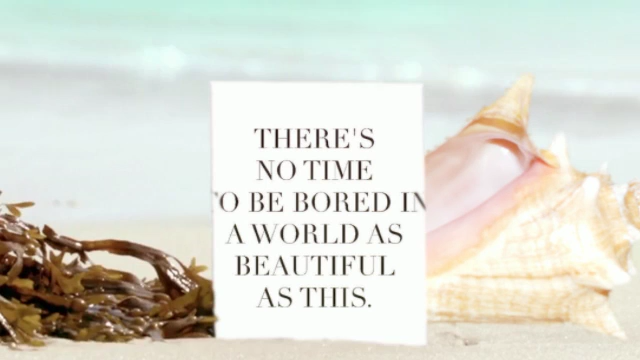 THERE'S
NO TIME
TO BE BORED IN
A WORLD AS
BEAUTIFUL
AS THIS.